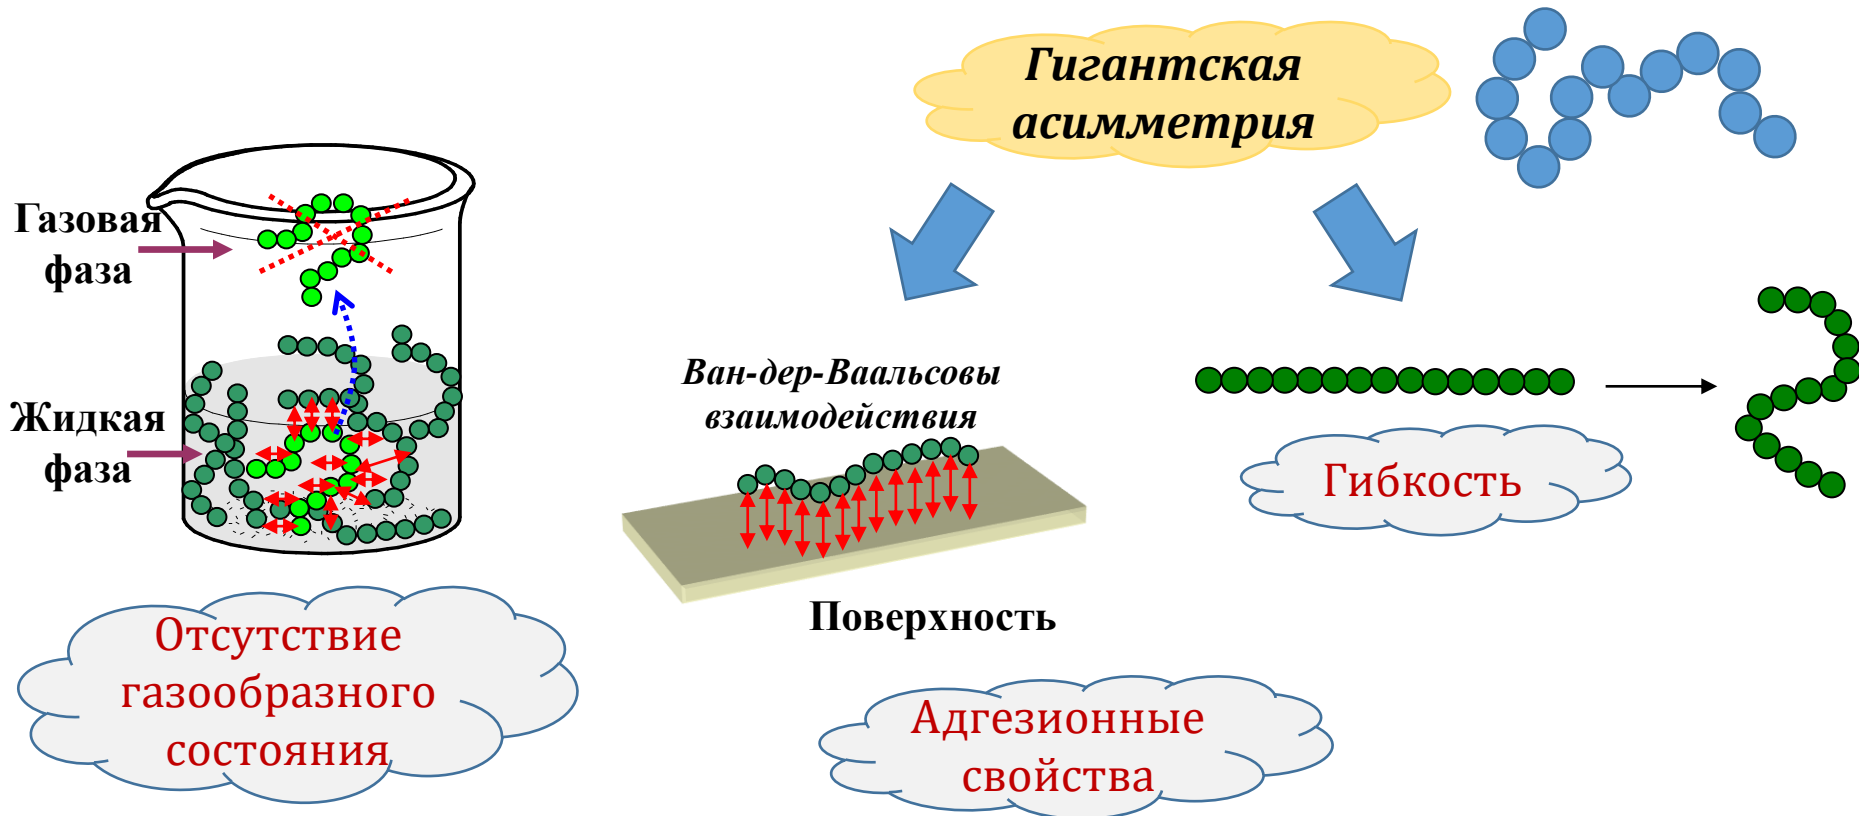 Гигантская
асимметрия
Газовая
фаза
Жидкая
фаза
Ван-дер-Ваальсовы
взаимодействия
Гибкость
Поверхность
Отсутствие
газообразного
состояния
Адгезионные
свойства